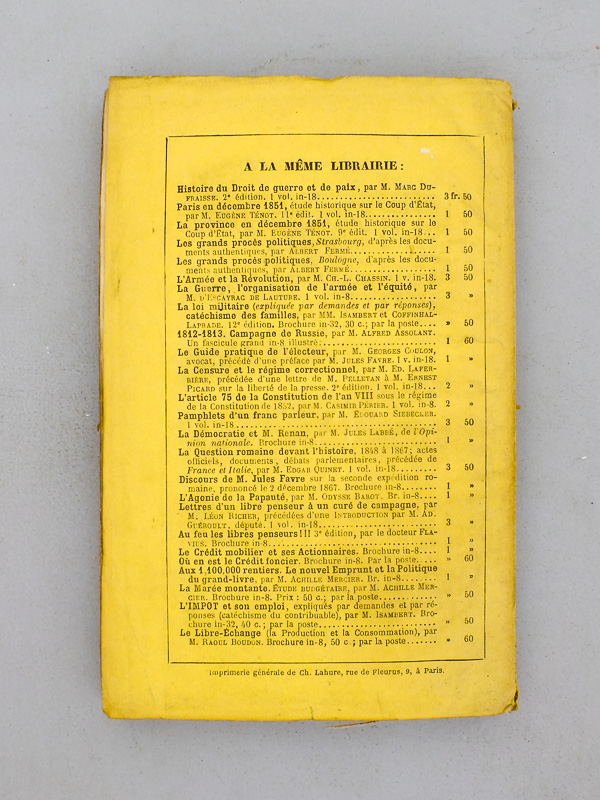 A LA MÊME LIBRAIRIE :
Histoire du Droit de guerre et de paix, par M. MARC DU-
FRAISSE. 2e édition. 1 vol. in-18.......................... 3 fr. 50
Paris en décembre 1851, étude historique sur le Coup d'État,
par M. EUGÈNE TÉNOT. 11e édit. 1 vol. in-18............... 1 50
La province en décembre 1851, étude historique sur le
Coup d'État, par M. EUGÈNE TÉNOT. 9e édit. 1 vol. in-18... 1 50
Les grands procès politiques, Strasbourg, d'après les docu-
ments authentiques, par ALBERT FERMÉ..................... 1 50
Les grands procès politiques, Boulogne, d'après les docu-
ments authentiques, par ALBERT FERMÉ..................... 1 50
L'Armée et la Révolution, par M. CH.-L. CHASSIN. 1 v. in-18. 3 50
La Guerre, l'organisation de l'armée et l'équité, par
M. D'ESCAYRAC DE LAUTURE. 1 vol. in-8................... 3 »
La loi militaire (expliquée par demandes et par réponses),
catéchisme des familles, par MM. ISAMBERT et COFFINHAL-
LAPRADE. 12e édition. Brochure in-32, 30 c.; par la poste.... » 50
1812-1813. Campagne de Russie, par M. ALFRED ASSOLANT.
Un fascicule grand in-8 illustré.......................... 1 60
Le Guide pratique de l'électeur, par M. GEORGES COULON,
avocat, précédé d'une préface par M. JULES FAVRE. 1 v. in-18. 1 »
La Censure et le régime correctionnel, par M. ED. LAFER-
RIÈRE, précédée d'une lettre de M. PELLETAN à M. ERNEST
PICARD sur la liberté de la presse. 2e édition. 1 vol. in-18... 2 »
L'article 75 de la Constitution de l'an VIII sous le régime
de la Constitution de 1852, par M. CASIMIR PÉRIER. 1 vol. in-8. 2 »
Pamphlets d'un franc parleur, par M. ÉDOUARD SIEBECLER.
1 vol. in-18............................................ 3 50
La Démocratie et M. Renan, par M. JULES LABBÉ, de l'Opi-
nion nationale. Brochure in-8........................... 1 »
La Question romaine devant l'histoire, 1848 à 1867; actes
officiels, documents, débats parlementaires, précédée de
France et Italie, par M. EDGAR QUINET. 1 vol. in-18........ 3 50
Discours de M. Jules Favre sur la seconde expédition ro-
maine, prononcé le 2 décembre 1867. Brochure in-8........ 1 »
L'Agonie de la Papauté, par M. ODYSSE BAROT. Br. in-8.... 1 »
Lettres d'un libre penseur à un curé de campagne, par
M. LÉON RICHER, précédées d'une INTRODUCTION par M. AD.
GUÉROULT, député. 1 vol. in-18........................... 3 »
Au feu les libres penseurs!!! 3e édition, par le docteur FLA-
VIUS. Brochure in-8...................................... 1 »
Le Crédit mobilier et ses Actionnaires. Brochure in-8.... 1 »
Où en est le Crédit foncier. Brochure in-8. Par la poste.... » 60
Aux 1,100,000 rentiers. Le nouvel Emprunt et la Politique
du grand-livre, par M. ACHILLE MERCIER. Br. in-8........ 1 »
La Marée montante. ÉTUDE BUDGÉTAIRE, par M. ACHILLE MER-
CIER. Brochure in-8. Prix : 50 c.; par la poste............. » 50
L'IMPOT et son emploi, expliqués par demandes et par ré-
ponses (catéchisme du contribuable), par M. ISAMBERT. Bro-
chure in-32, 40 c.; par la poste.......................... » 50
Le Libre-Échange (la Production et la Consommation), par
M. RAOUL BOUDON. Brochure in-8, 50 c.; par la poste....... » 60
Imprimerie générale de Ch. Lahure, rue de Fleurus, 9, à Paris.